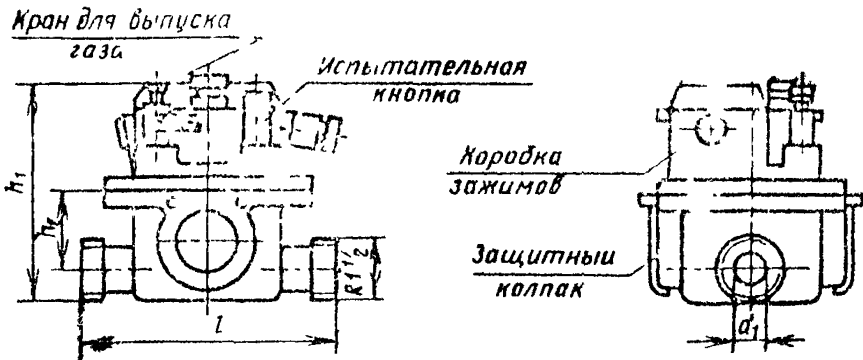 Кран для выпуска
газа
Испытательная
кнопка
Коробка
зажимов
Защитный
колпак
h₁
h₂
R1 1/2
l
d₁